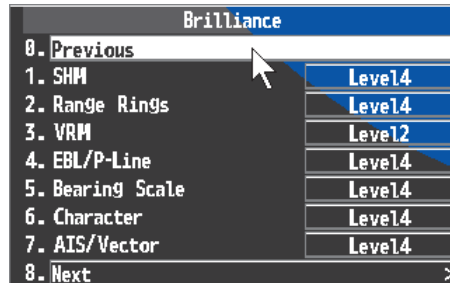 Brilliance
0. Previous
1. SHM Level4
2. Range Rings Level4
3. VRM Level2
4. EBL/P-Line Level4
5. Bearing Scale Level4
6. Character Level4
7. AIS/Vector Level4
8. Next >